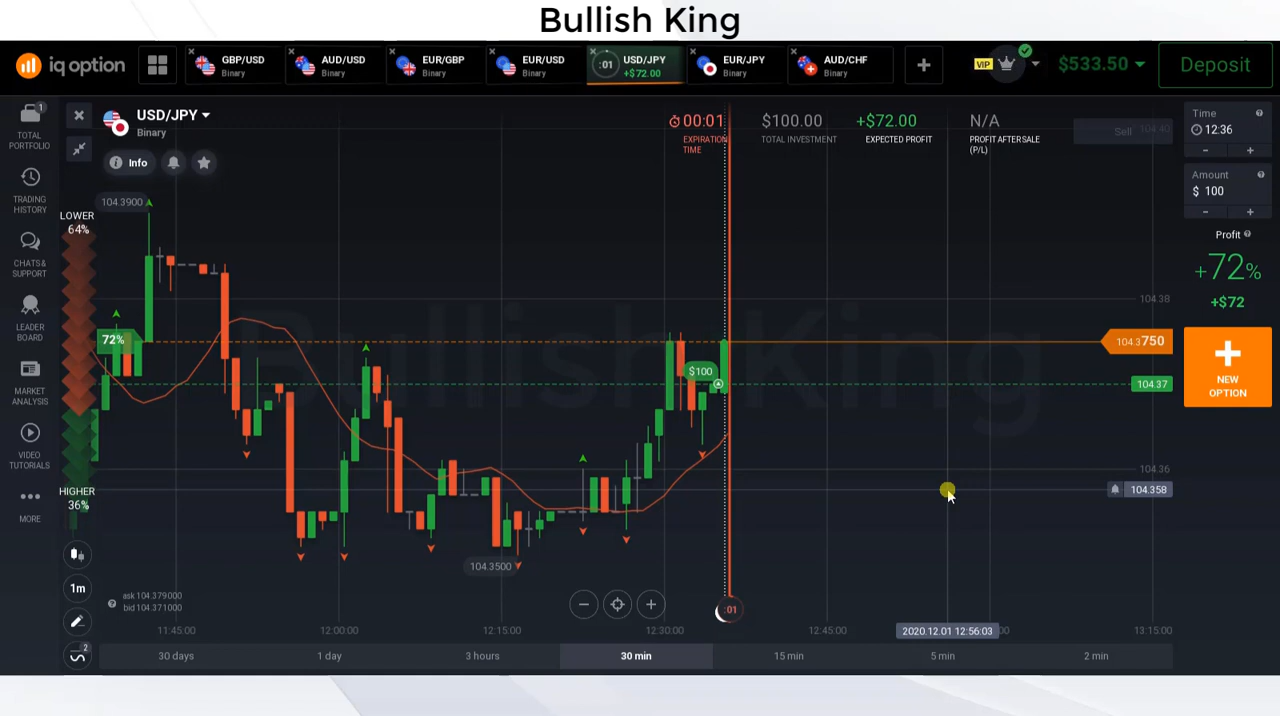 Bullish King
iq option
GBP/USD
Binary
AUD/USD
Binary
EUR/GBP
Binary
EUR/USD
Binary
:01
USD/JPY
+$72.00
EUR/JPY
Binary
AUD/CHF
Binary
VIP
$533.50
Deposit
1
TOTAL
PORTFOLIO
TRADING
HISTORY
CHATS &
SUPPORT
LEADER
BOARD
MARKET
ANALYSIS
VIDEO
TUTORIALS
MORE
USD/JPY
Binary
Info
00:01
EXPIRATION
TIME
$100.00
TOTAL INVESTMENT
+$72.00
EXPECTED PROFIT
N/A
PROFIT AFTER SALE
(P/L)
Sell
104.40
104.3900
LOWER
64%
72%
HIGHER
36%
$100
104.38
104.3750
104.37
104.36
104.358
104.3500
Bullish King
1m
2
ask 104.379000
bid 104.371000
:01
11:45:00
12:00:00
12:15:00
12:30:00
12:45:00
2020.12.01 12:56:03
13:15:00
30 days
1 day
3 hours
30 min
15 min
5 min
2 min
Time
12:36
- +
Amount
$ 100
- +
Profit
+72%
+$72
NEW
OPTION